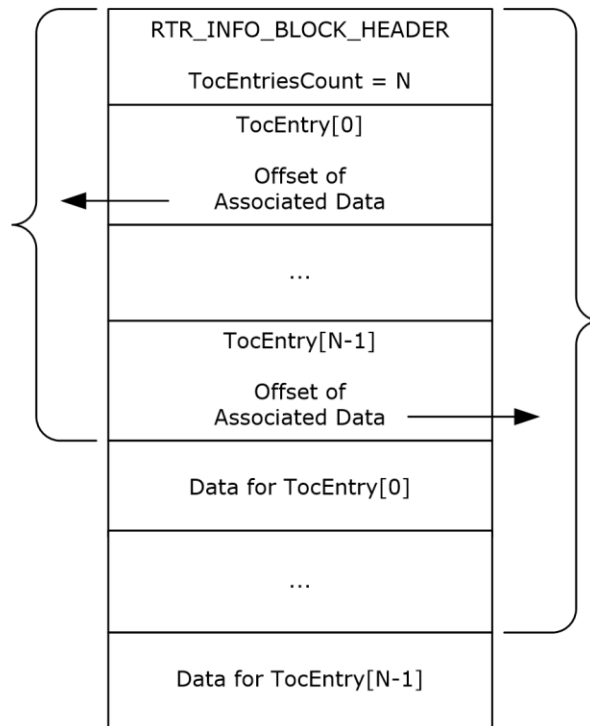 RTR_INFO_BLOCK_HEADER
TocEntriesCount = N
TocEntry[0]
Offset of
Associated Data
...
TocEntry[N-1]
Offset of
Associated Data
Data for TocEntry[0]
...
Data for TocEntry[N-1]